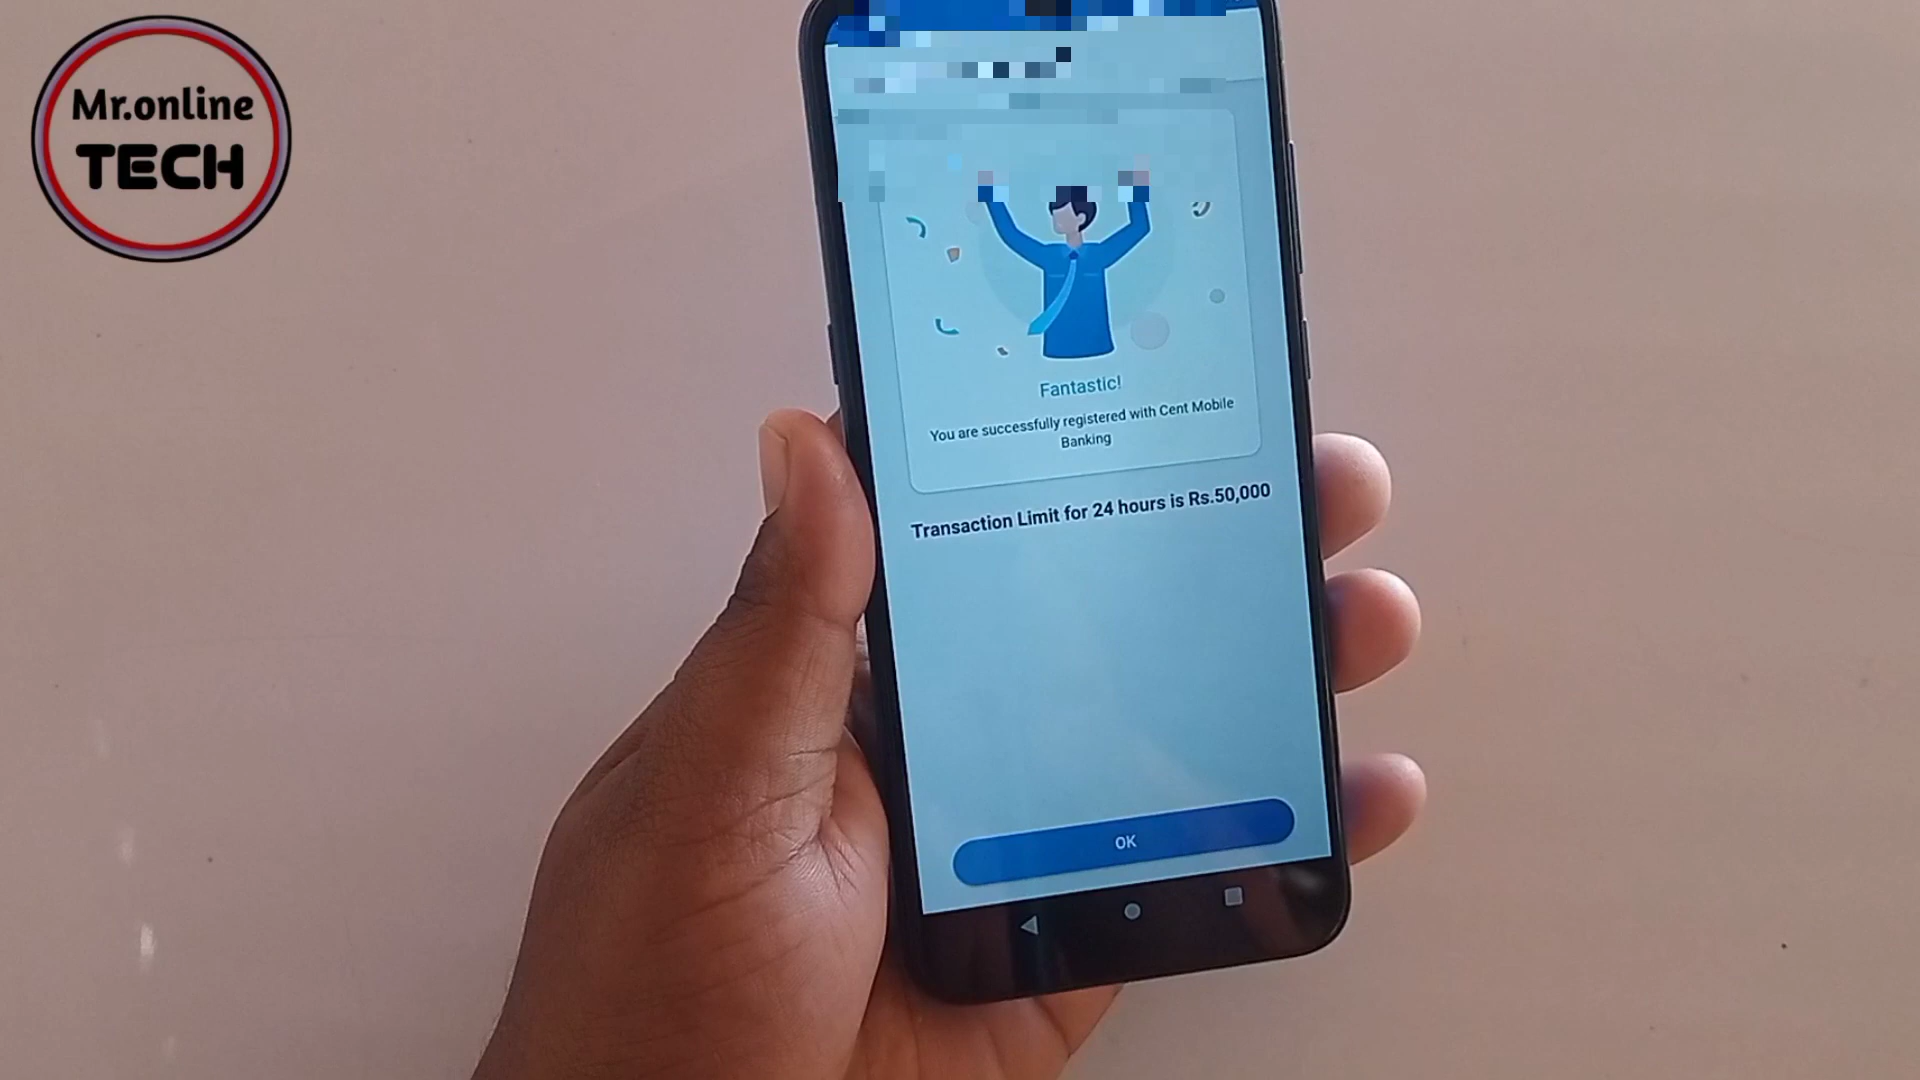 Mr.online
TECH
Fantastic!
You are successfully registered with Cent Mobile
Banking
Transaction Limit for 24 hours is Rs.50,000
OK